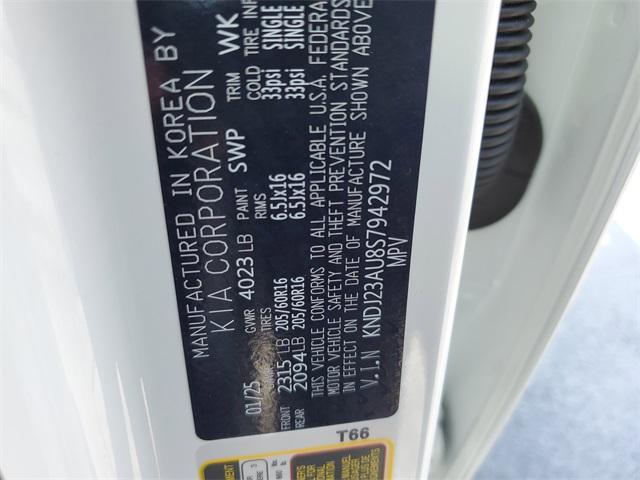 MANUFACTURED IN KOREA BY
KIA CORPORATION
01/25 GVWR 4023 LB PAINT SWP TRIM WK
TIRES RIMS COLD TIRE INF
FRONT 2315 LB 205/60R16 6.5Jx16 33psi SINGLE
REAR 2094 LB 205/60R16 6.5Jx16 33psi SINGLE
THIS VEHICLE CONFORMS TO ALL APPLICABLE U.S.A. FEDERA
MOTOR VEHICLE SAFETY AND THEFT PREVENTION STANDARDS
IN EFFECT ON THE DATE OF MANUFACTURE SHOWN ABOVE.
V.I.N KNDJ23AU8S7942972
MPV
T66